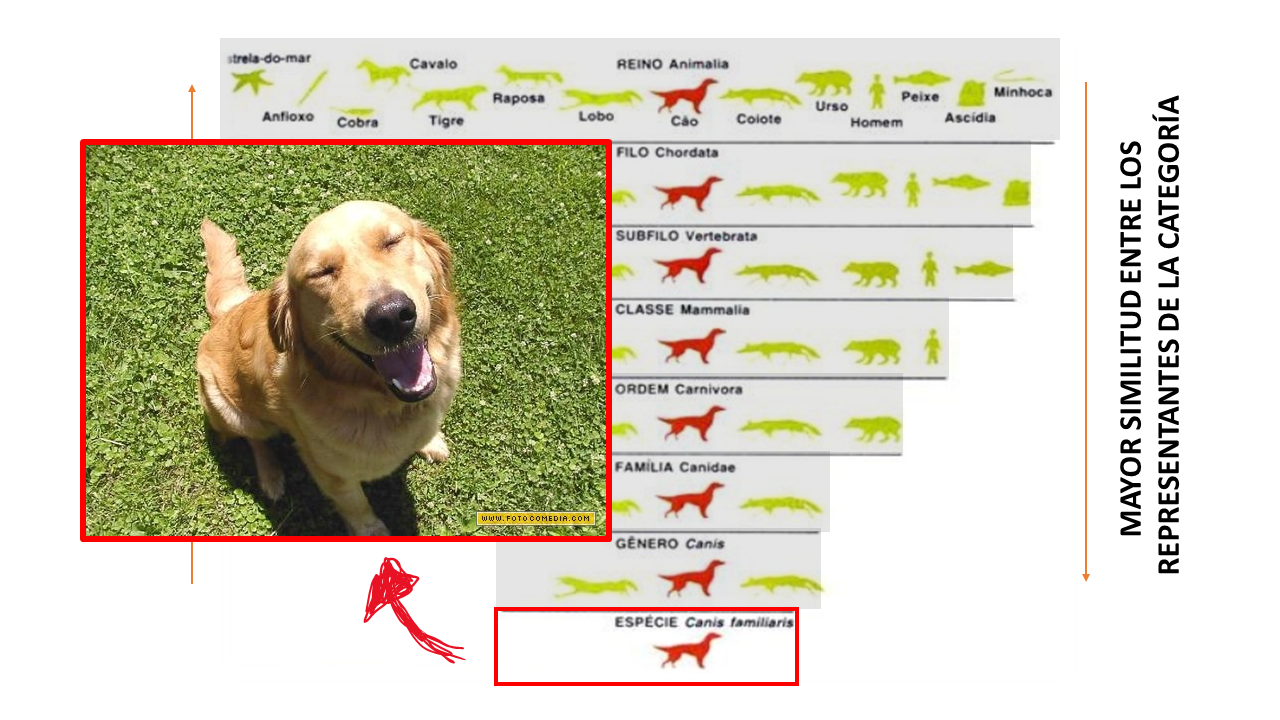 strela-do-mar
Cavalo
REINO Animalia
Anfioxo
Cobra
Tigre
Raposa
Lobo
Cão
Coiote
Urso
Homem
Peixe
Ascídia
Minhoca
FILO Chordata
SUBFILO Vertebrata
CLASSE Mammalia
ORDEM Carnivora
FAMÍLIA Canidae
GÊNERO Canis
ESPÉCIE Canis familiaris
WWW.FOTOCOMEDIA.COM
MAYOR SIMILITUD ENTRE LOS
REPRESENTANTES DE LA CATEGORÍA